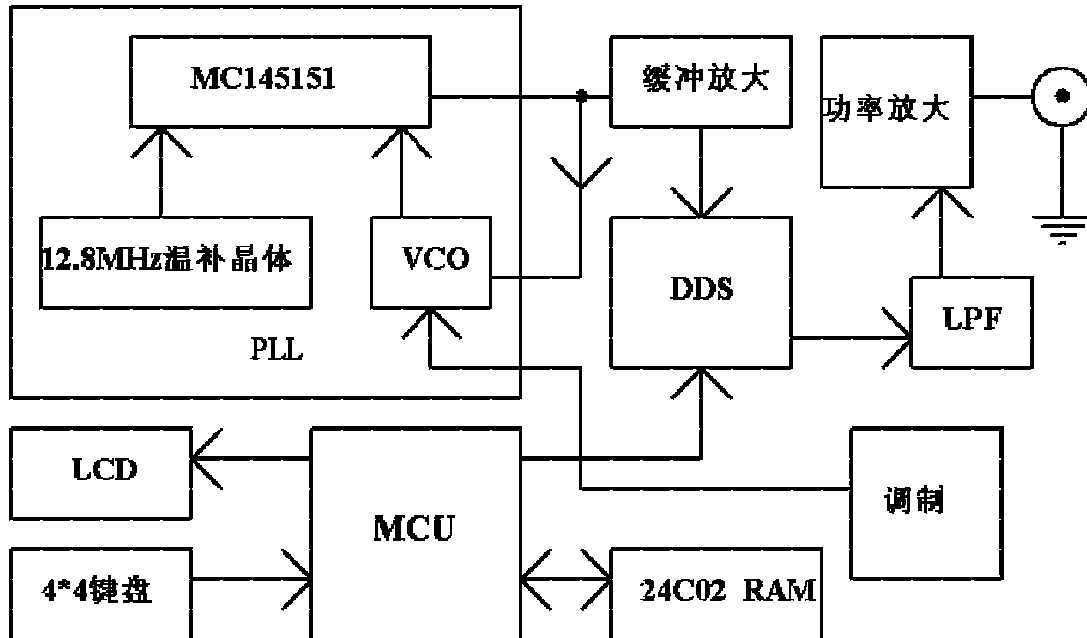 MC145151
缓冲放大
功率放大
12.8MHz温补晶体
VCO
DDS
LPF
PLL
LCD
MCU
调制
4*4键盘
24C02 RAM